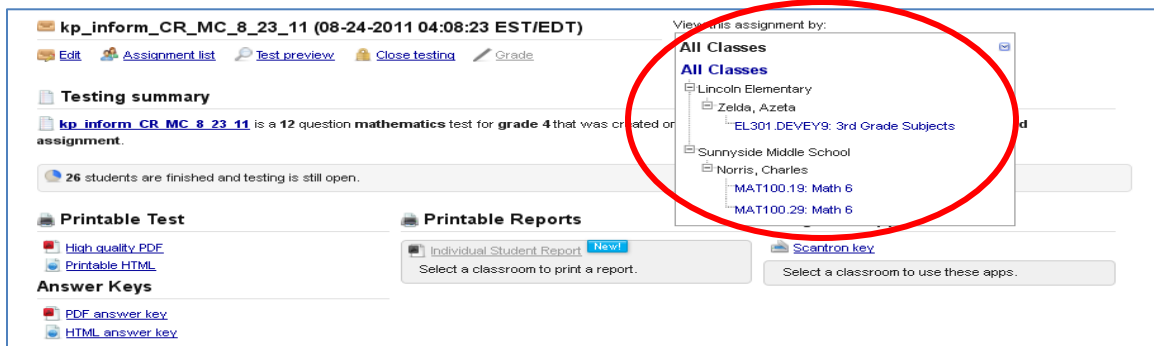 kp_inform_CR_MC_8_23_11 (08-24-2011 04:08:23 EST/EDT)
View this assignment by:
Edit Assignment list Test preview Close testing Grade
All Classes
All Classes
Lincoln Elementary
Zelda, Azeta
EL301.DEVEY9: 3rd Grade Subjects
Sunnyside Middle School
Norris, Charles
MAT100.19: Math 6
MAT100.29: Math 6
Testing summary
kp_inform_CR_MC_8_23_11 is a 12 question mathematics test for grade 4 that was created
assignment.
26 students are finished and testing is still open.
Printable Test
High quality PDF
Printable HTML
Answer Keys
PDF answer key
HTML answer key
Printable Reports
Individual Student Report New!
Select a classroom to print a report.
Scantron key
Select a classroom to use these apps.